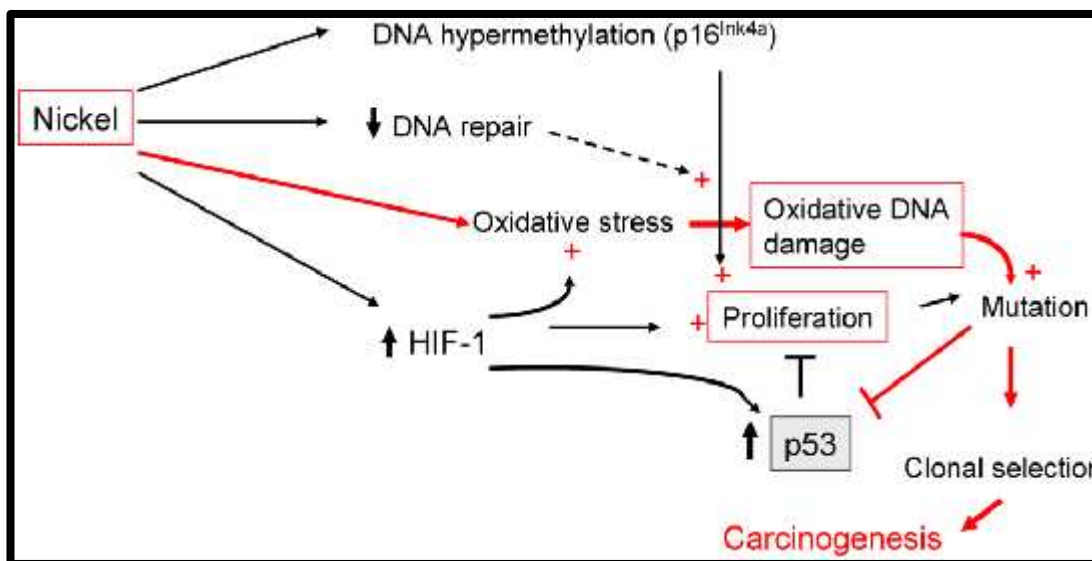 DNA hypermethylation (p16Ink4a)
Nickel
DNA repair
+
Oxidative stress
Oxidative DNA
damage
+
+
+
HIF-1
+
Proliferation
Mutation
p53
Clonal selection
Carcinogenesis